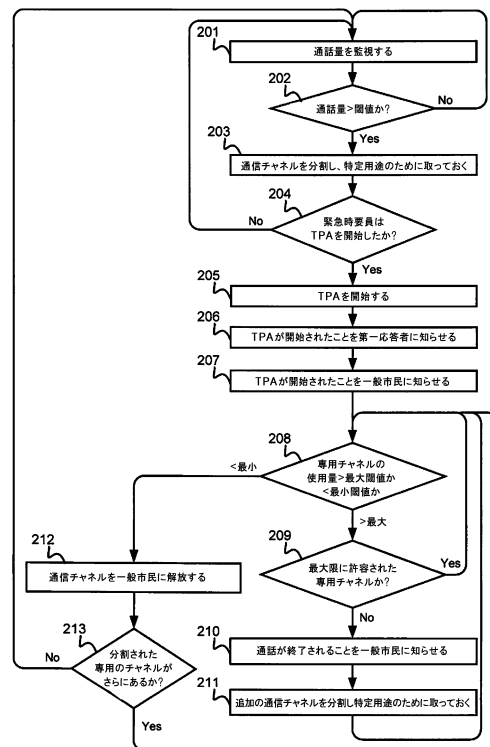 201
通話量を監視する
202
通話量>閾値か?
No
Yes
203
通信チャネルを分割し、特定用途のために取っておく
204
緊急時要員は
TPAを開始したか?
No
Yes
205
TPAを開始する
206
TPAが開始されたことを第一応答者に知らせる
207
TPAが開始されたことを一般市民に知らせる
208
専用チャネルの
使用量>最大閾値か
<最小閾値か
<最小
>最大
209
最大限に許容された
専用チャネルか?
Yes
No
212
通信チャネルを一般市民に解放する
213
分割された
専用のチャネルが
さらにあるか?
No
Yes
210
通話が終了されることを一般市民に知らせる
211
追加の通信チャネルを分割し特定用途のために取っておく